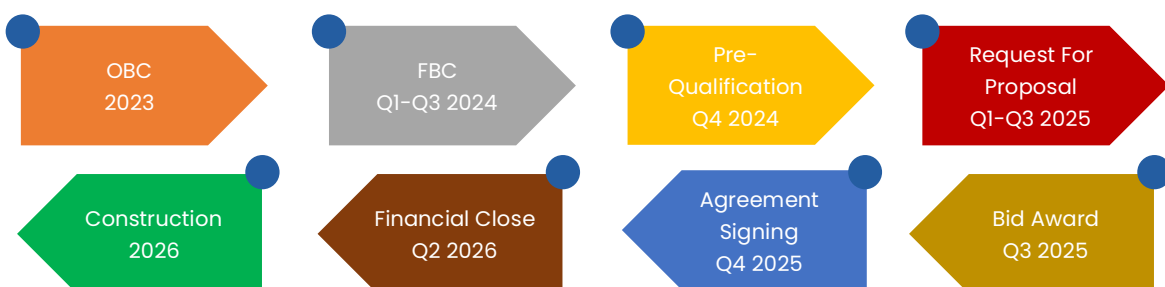 OBC
2023
FBC
Q1-Q3 2024
Pre-
Qualification
Q4 2024
Request For
Proposal
Q1-Q3 2025
Construction
2026
Financial Close
Q2 2026
Agreement
Signing
Q4 2025
Bid Award
Q3 2025